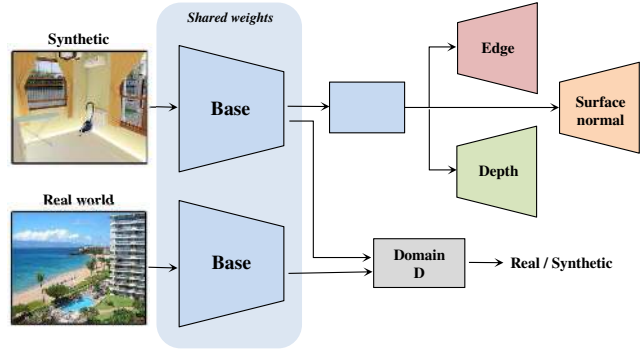 Shared weights
Synthetic
Base
Edge
Surface
normal
Depth
Real world
Base
Domain
D
Real / Synthetic